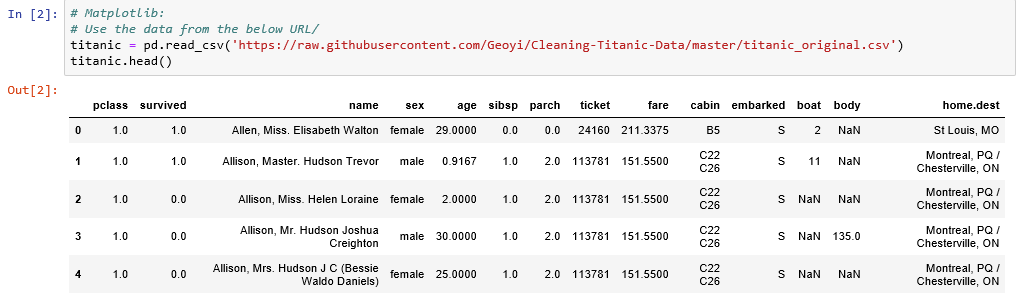 In [2]: # Matplotlib:
# Use the data from the below URL/
titanic = pd.read_csv('https://raw.githubusercontent.com/Geoyi/Cleaning-Titanic-Data/master/titanic_original.csv')
titanic.head()
Out[2]:
pclass survived name sex age sibsp parch ticket fare cabin embarked boat body home.dest
0 1.0 1.0 Allen, Miss. Elisabeth Walton female 29.0000 0.0 0.0 24160 211.3375 B5 S 2 NaN St Louis, MO
1 1.0 1.0 Allison, Master. Hudson Trevor male 0.9167 1.0 2.0 113781 151.5500 C22 C26 S 11 NaN Montreal, PQ / Chesterville, ON
2 1.0 0.0 Allison, Miss. Helen Loraine female 2.0000 1.0 2.0 113781 151.5500 C22 C26 S NaN NaN Montreal, PQ / Chesterville, ON
3 1.0 0.0 Allison, Mr. Hudson Joshua Creighton male 30.0000 1.0 2.0 113781 151.5500 C22 C26 S NaN 135.0 Montreal, PQ / Chesterville, ON
4 1.0 0.0 Allison, Mrs. Hudson J C (Bessie Waldo Daniels) female 25.0000 1.0 2.0 113781 151.5500 C22 C26 S NaN NaN Montreal, PQ / Chesterville, ON